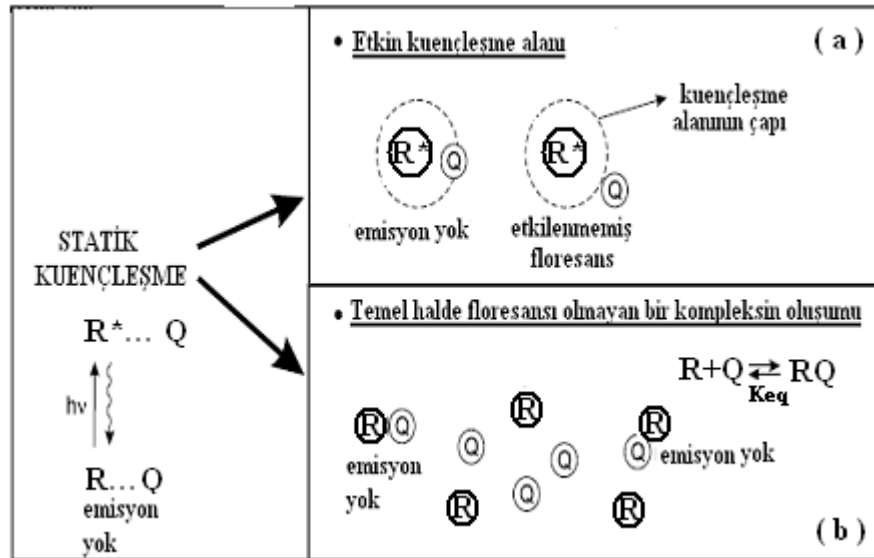 STATİK
KUENÇLEŞME
R*... Q
hν
R... Q
emisyon
yok
• Etkin kuençleşme alanı
( a )
kuençleşme
alanının çapı
R* Q
R* Q
emisyon yok
etkilenmemiş
floresans
• Temel halde floresansı olmayan bir kompleksin oluşumu
R+Q ⇌ RQ
Keq
R Q
emisyon
yok
Q
R
Q
Q
R
Q
emisyon yok
R
R
( b )